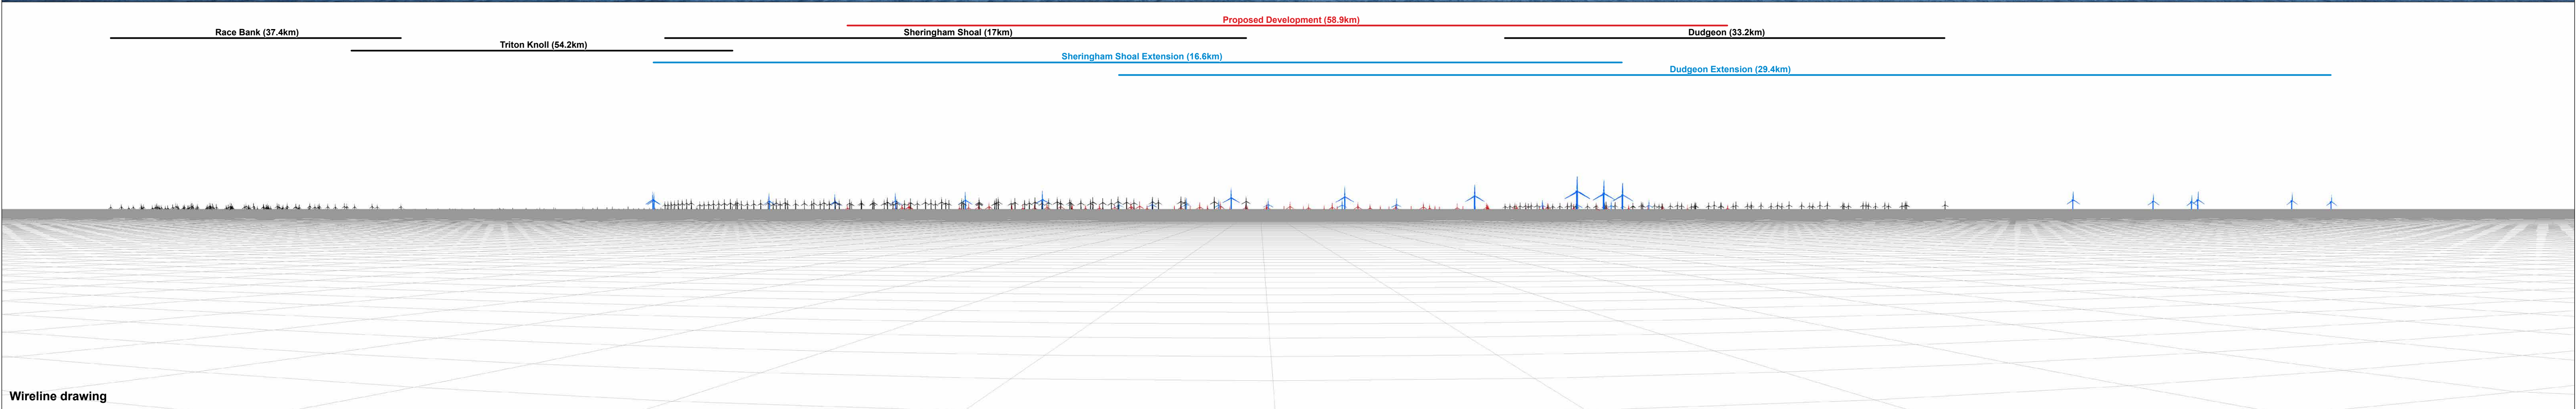 Proposed Development (58.9km)
Race Bank (37.4km)
Sheringham Shoal (17km)
Dudgeon (33.2km)
Triton Knoll (54.2km)
Sheringham Shoal Extension (16.6km)
Dudgeon Extension (29.4km)
Wireline drawing